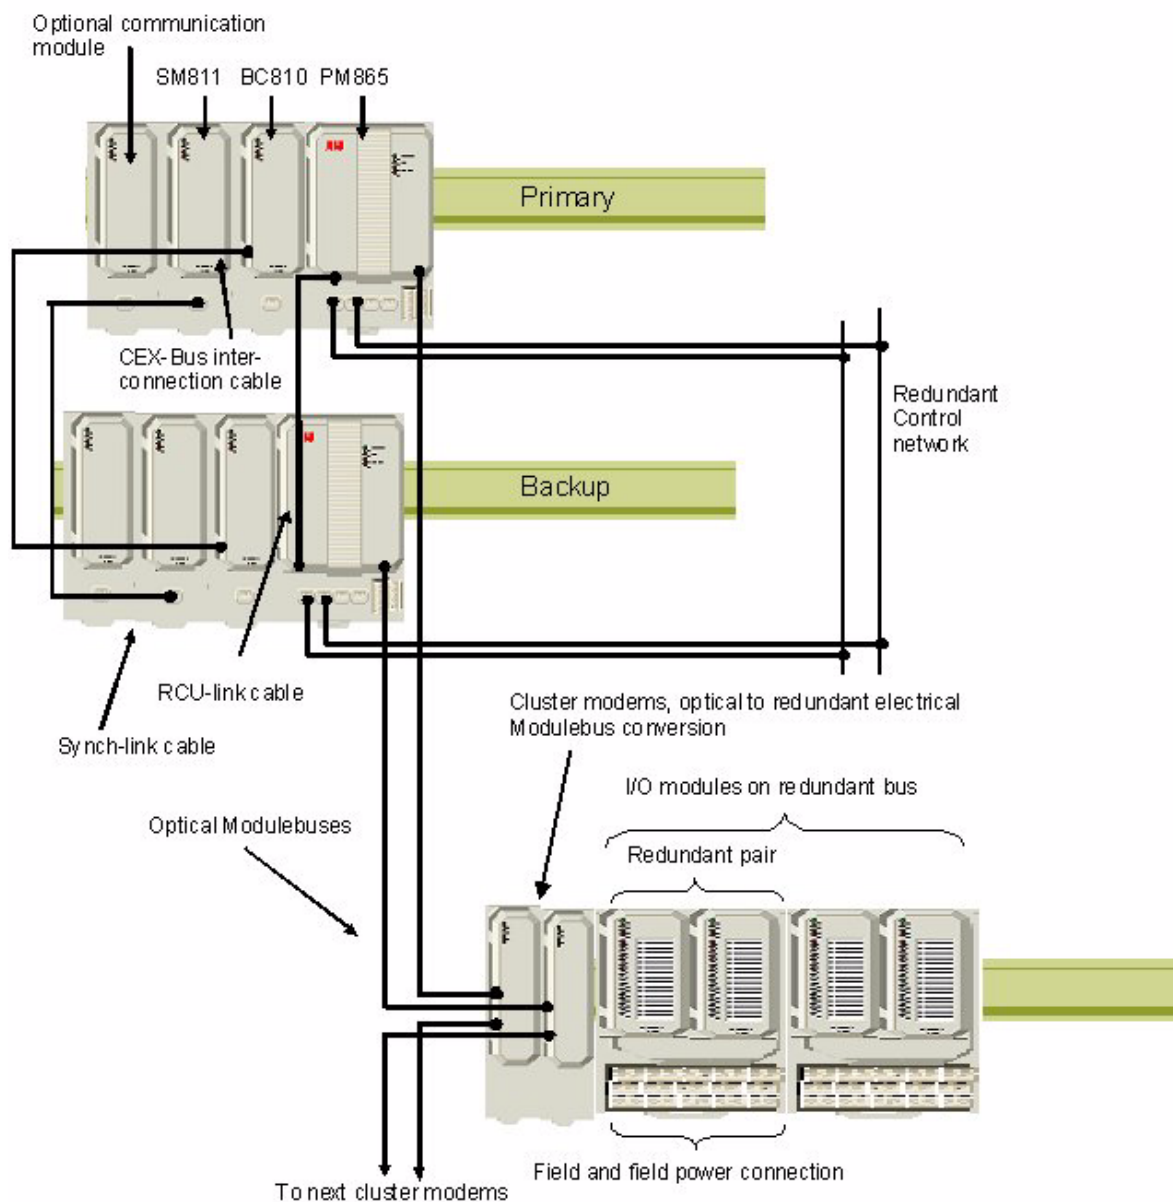 Optional communication
module
SM811 BC810 PM865
Primary
CEX-Bus inter-
connection cable
Redundant
Control
network
Backup
RCU-link cable
Synch-link cable
Cluster modems, optical to redundant electrical
Modulebus conversion
I/O modules on redundant bus
Optical Modulebuses
Redundant pair
Field and field power connection
To next cluster modems